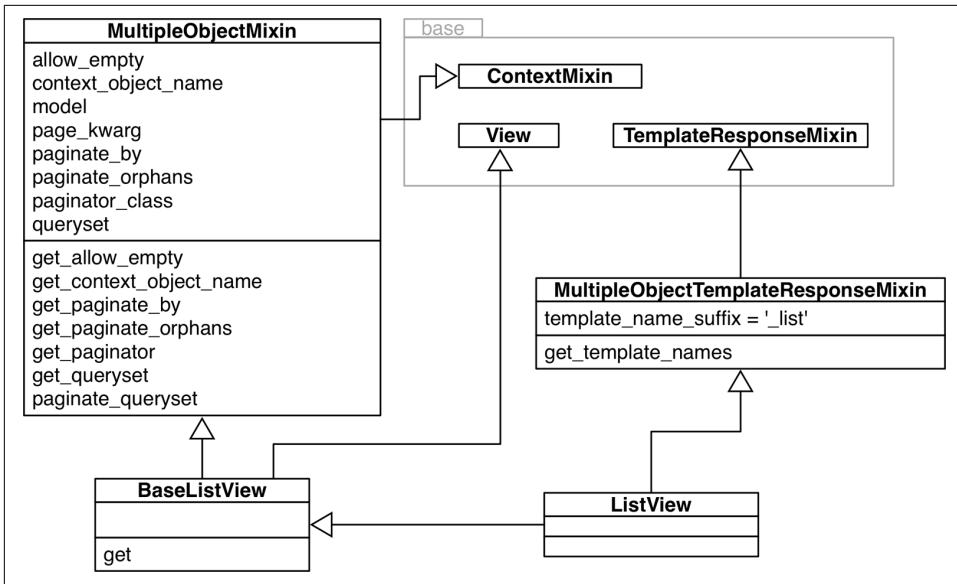 MultipleObjectMixin
allow_empty
context_object_name
model
page_kwarg
paginate_by
paginate_orphans
paginator_class
queryset
get_allow_empty
get_context_object_name
get_paginate_by
get_paginate_orphans
get_paginator
get_queryset
paginate_queryset
base
ContextMixin
View
TemplateResponseMixin
MultipleObjectTemplateResponseMixin
template_name_suffix = '_list'
get_template_names
BaseListView
get
ListView